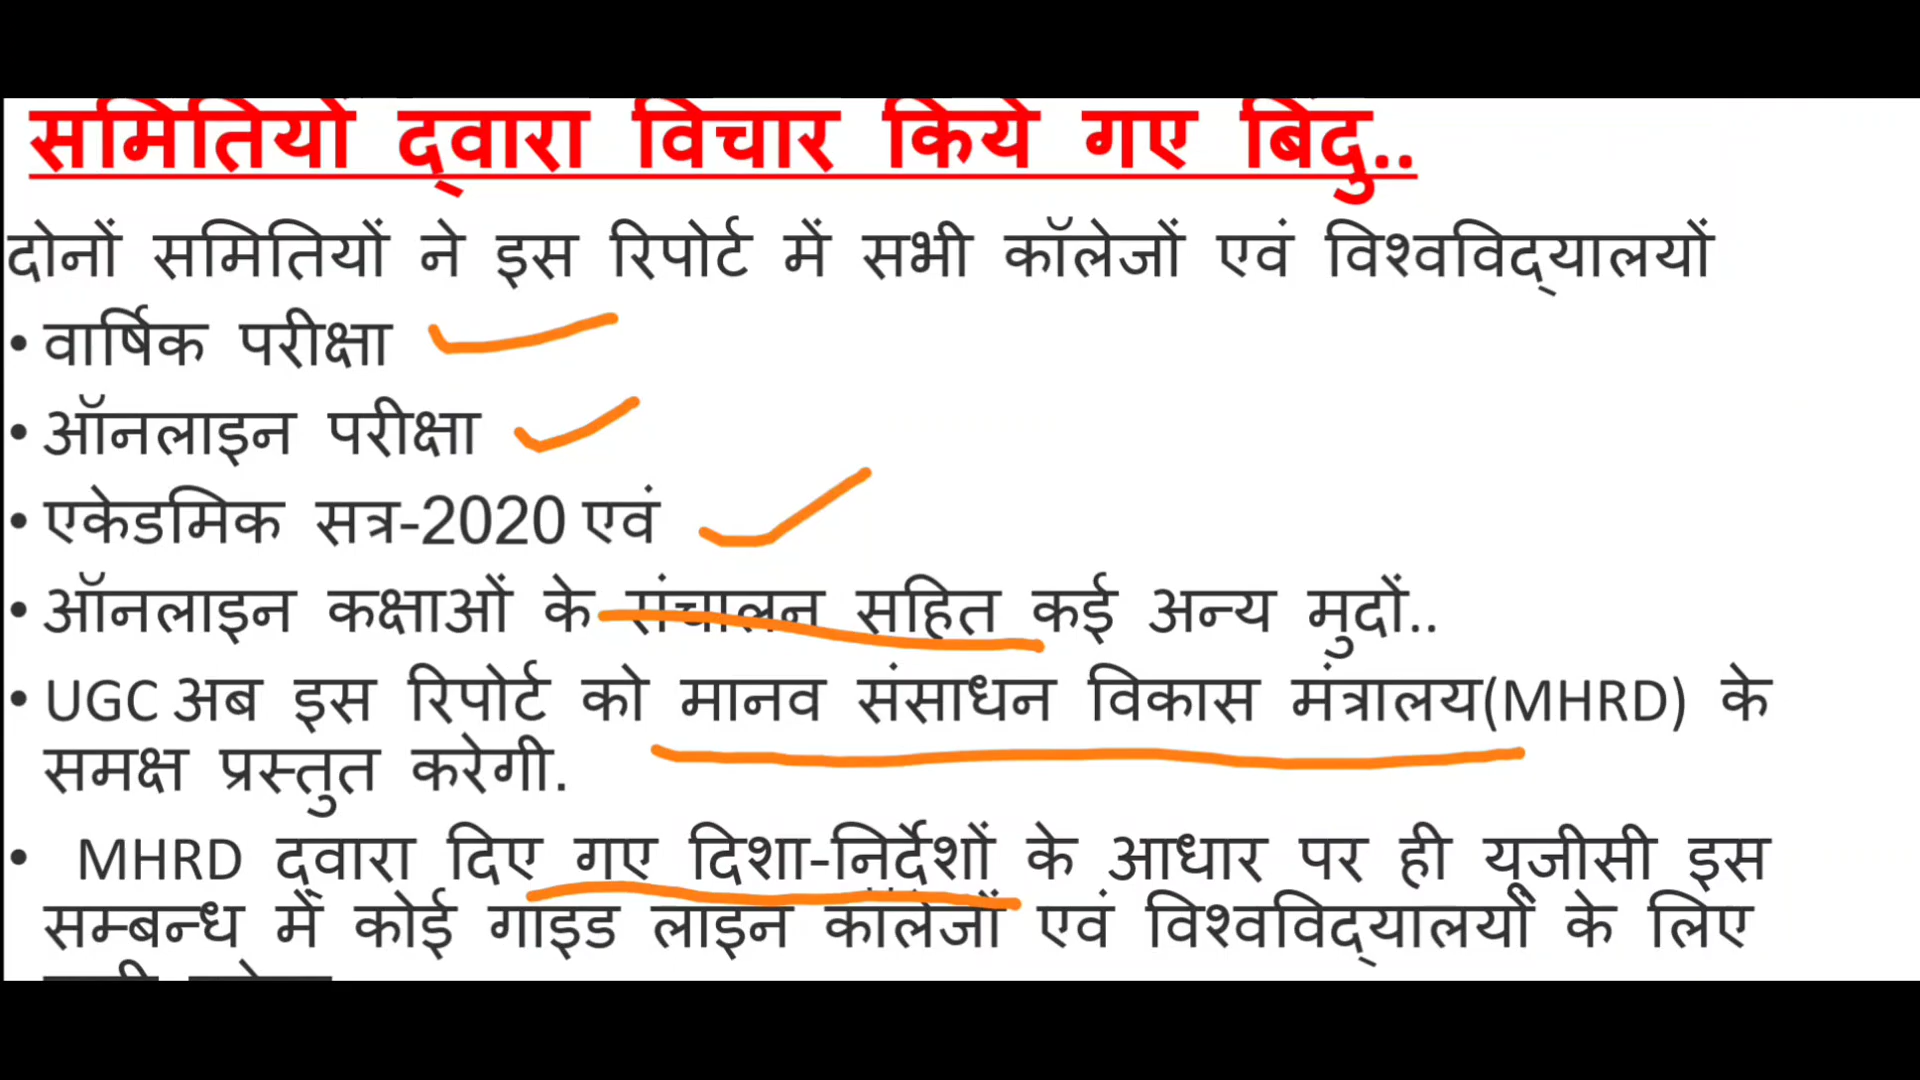 समितियों द्वारा विचार किये गए बिंदु..
दोनों समितियों ने इस रिपोर्ट में सभी कॉलेजों एवं विश्वविद्यालयों
• वार्षिक परीक्षा
• ऑनलाइन परीक्षा
• एकेडमिक सत्र-2020 एवं
• ऑनलाइन कक्षाओं के संचालन सहित कई अन्य मुदों..
• UGC अब इस रिपोर्ट को मानव संसाधन विकास मंत्रालय(MHRD) के
समक्ष प्रस्तुत करेगी.
• MHRD द्वारा दिए गए दिशा-निर्देशों के आधार पर ही यूजीसी इस
सम्बन्ध में कोई गाइड लाइन कॉलेजों एवं विश्वविद्यालयों के लिए